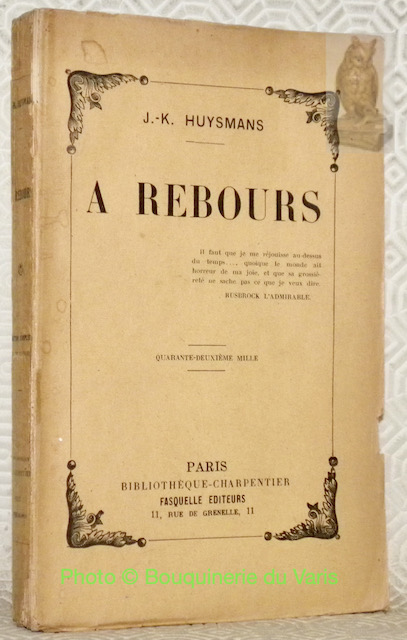 J.-K. HUYSMANS
A REBOURS
Il faut que je me réjouisse au-dessus
du temps...., quoique le monde ait
horreur de ma joie, et que sa grossiè-
reté ne sache pas ce que je veux dire.
RUSBROCK L'ADMIRABLE.
QUARANTE-DEUXIÈME MILLE
PARIS
BIBLIOTHÈQUE-CHARPENTIER
FASQUELLE EDITEURS
11, RUE DE GRENELLE, 11
Photo © Bouquinerie du Varis